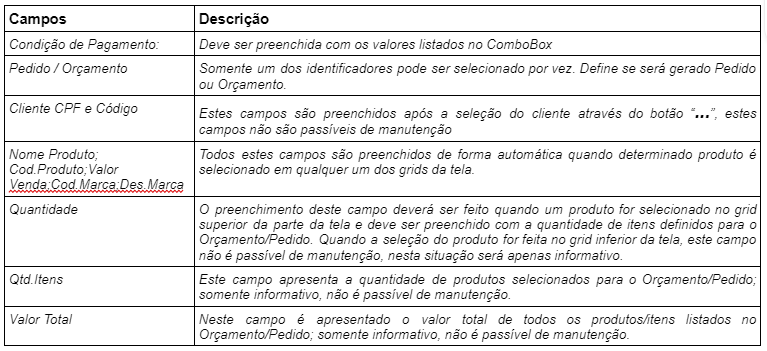 Campos
Descrição
Condição de Pagamento:
Deve ser preenchida com os valores listados no ComboBox
Pedido / Orçamento
Somente um dos identificadores pode ser selecionado por vez. Define se será gerado Pedido
ou Orçamento.
Cliente CPF e Código
Estes campos são preenchidos após a seleção do cliente através do botão “...”, estes
campos não são passíveis de manutenção
Nome Produto;
Cod.Produto;Valor
Venda;Cod.Marca;Des.Marca
Todos estes campos são preenchidos de forma automática quando determinado produto é
selecionado em qualquer um dos grids da tela.
Quantidade
O preenchimento deste campo deverá ser feito quando um produto for selecionado no grid
superior da parte da tela e deve ser preenchido com a quantidade de itens definidos para o
Orçamento/Pedido. Quando a seleção do produto for feita no grid inferior da tela, este campo
não é passível de manutenção, nesta situação será apenas informativo.
Qtd.Itens
Este campo apresenta a quantidade de produtos selecionados para o Orçamento/Pedido;
somente informativo, não é passível de manutenção.
Valor Total
Neste campo é apresentado o valor total de todos os produtos/itens listados no
Orçamento/Pedido; somente informativo, não é passível de manutenção.